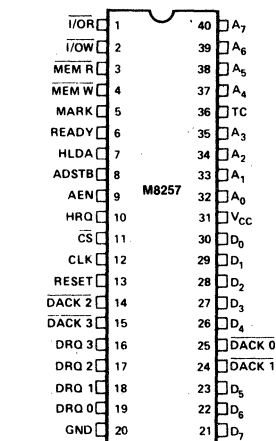 I/OR 1 40 A7
I/OW 2 39 A6
MEM R 3 38 A5
MEM W 4 37 A4
MARK 5 36 TC
READY 6 35 A3
HLDA 7 34 A2
ADSTB 8 33 A1
AEN 9 M8257 32 A0
HRQ 10 31 VCC
CS 11 30 D0
CLK 12 29 D1
RESET 13 28 D2
DACK 2 14 27 D3
DACK 3 15 26 D4
DRQ 3 16 25 DACK 0
DRQ 2 17 24 DACK 1
DRQ 1 18 23 D5
DRQ 0 19 22 D6
GND 20 21 D7